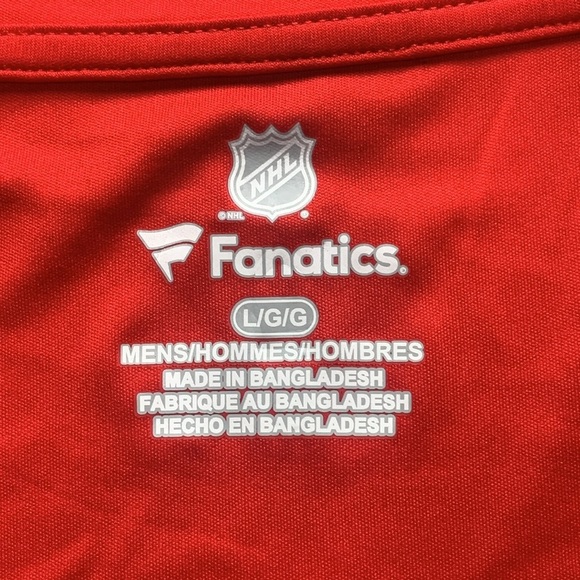 NHL
© NHL ®
Fanatics.
L/G/G
MENS/HOMMES/HOMBRES
MADE IN BANGLADESH
FABRIQUE AU BANGLADESH
HECHO EN BANGLADESH